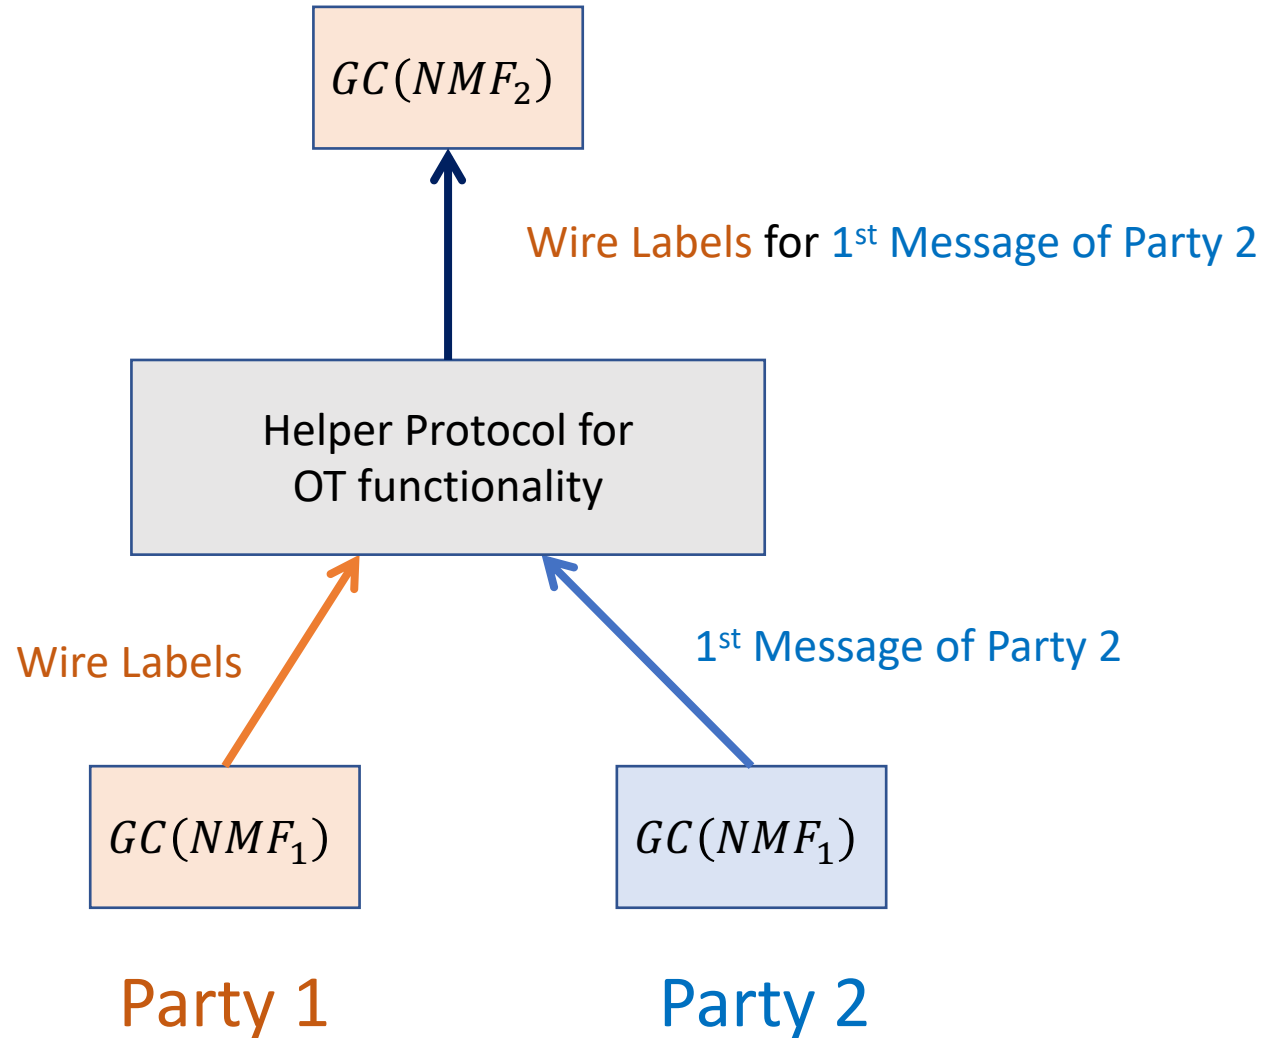 GC(NMF₂)
Wire Labels for 1ˢᵗ Message of Party 2
Helper Protocol for
OT functionality
Wire Labels
1ˢᵗ Message of Party 2
GC(NMF₁)
GC(NMF₁)
Party 1
Party 2